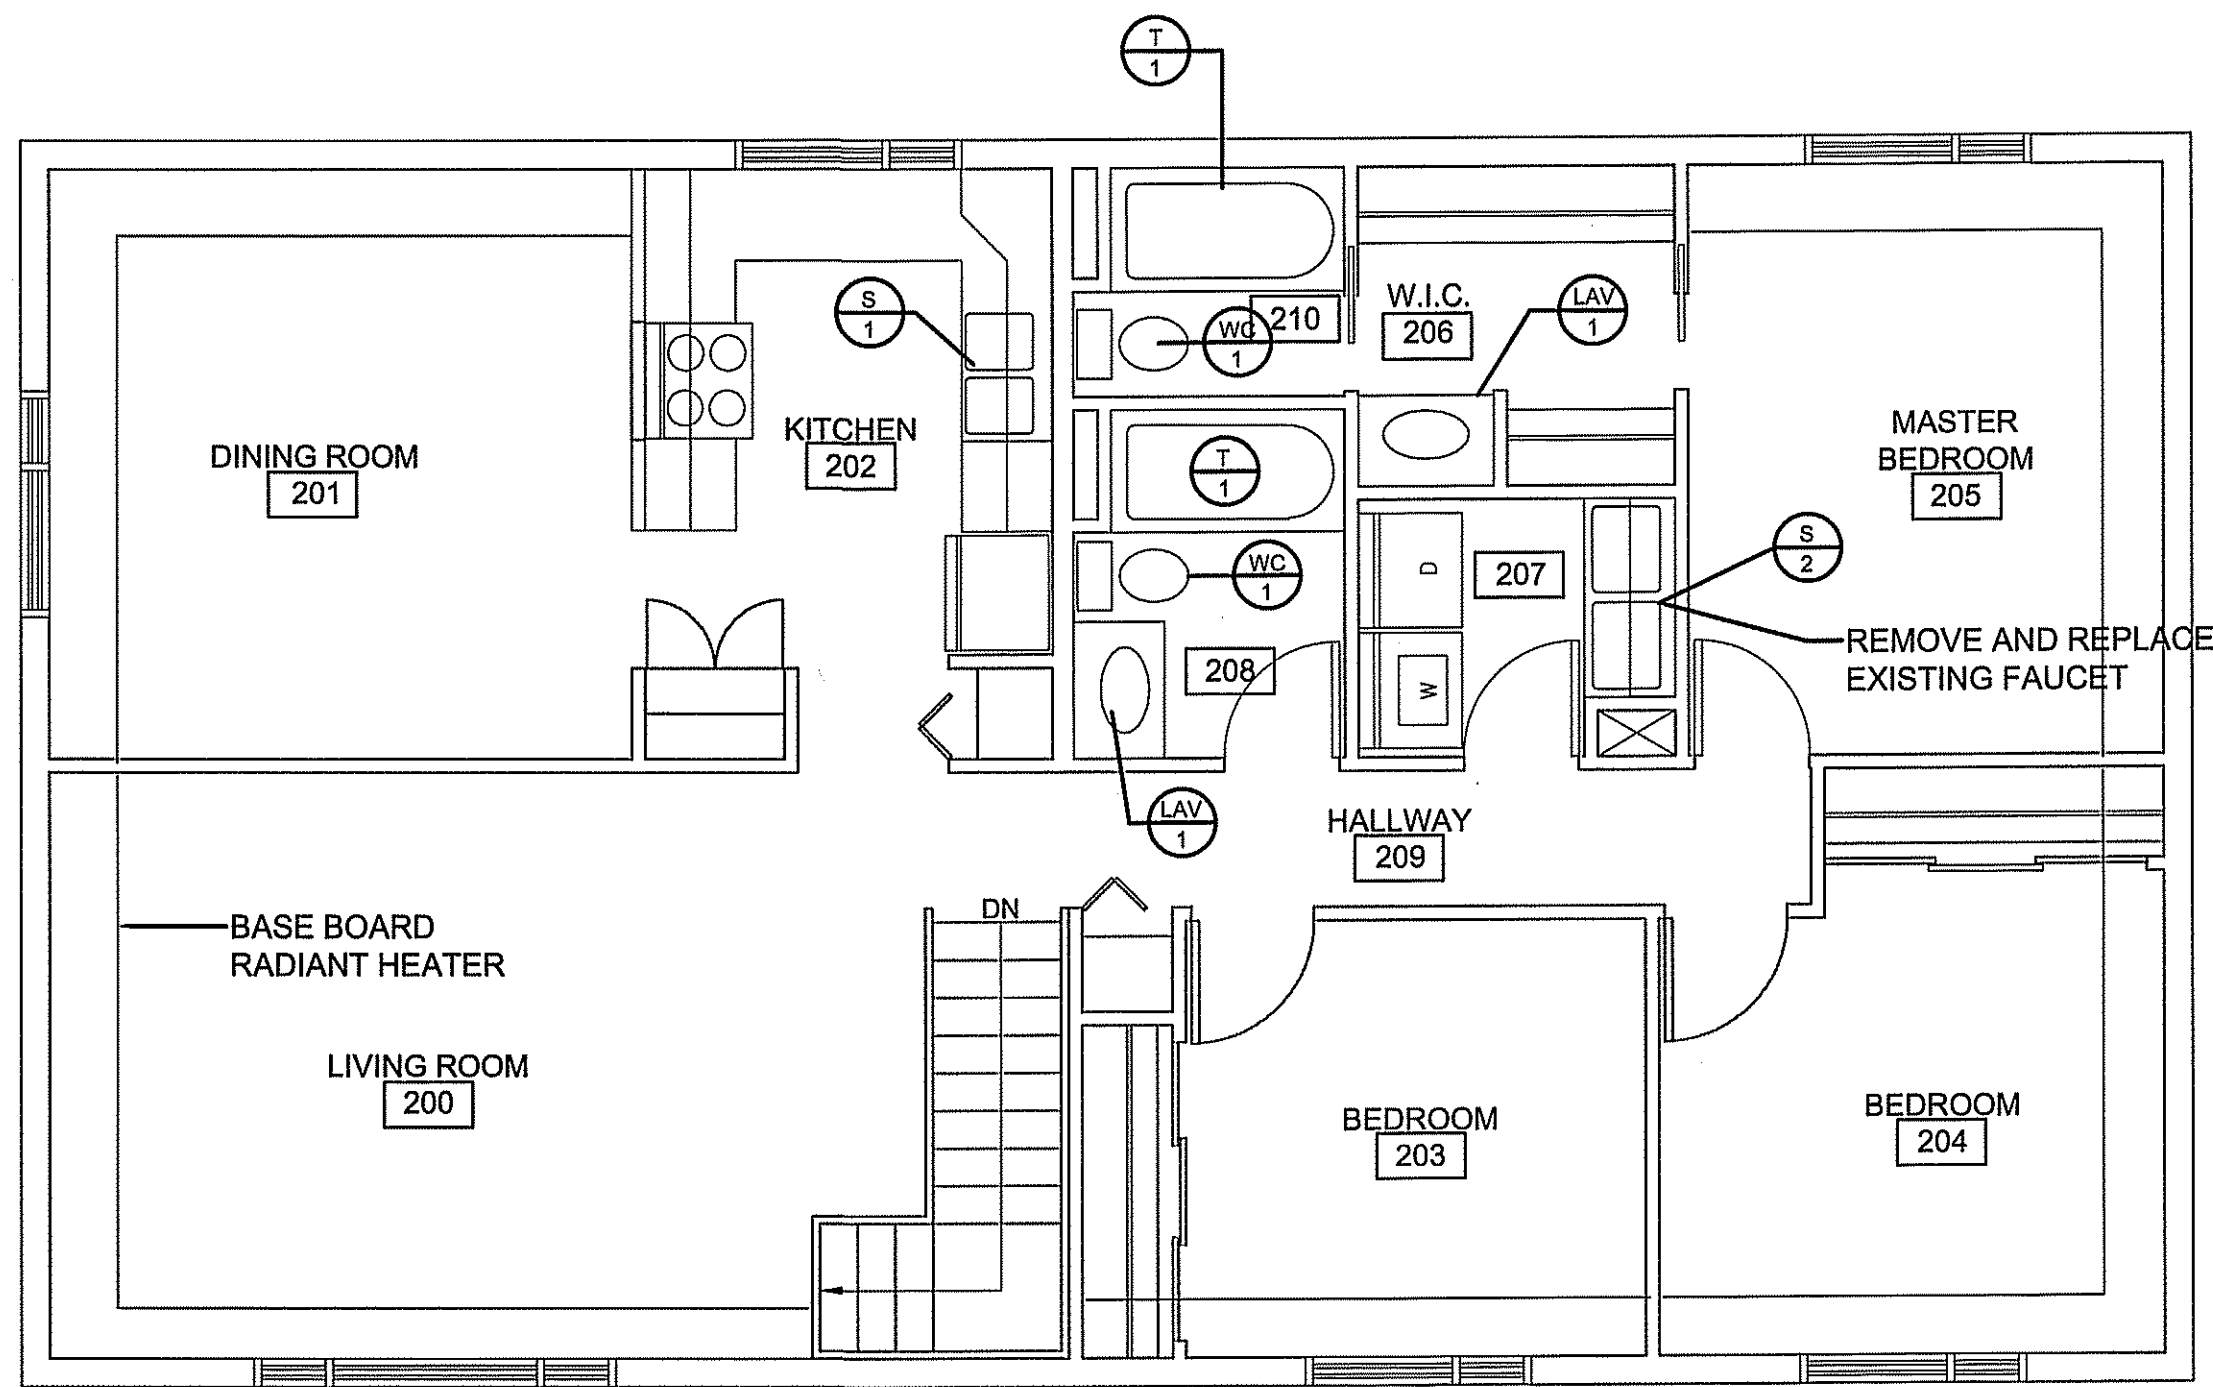 T
1
DINING ROOM
201
S
1
KITCHEN
202
WC
1
210
W.I.C.
206
LAV
1
T
1
MASTER
BEDROOM
205
WC
1
D
207
S
2
208
W
REMOVE AND REPLACE
EXISTING FAUCET
LAV
1
HALLWAY
209
DN
BASE BOARD
RADIANT HEATER
LIVING ROOM
200
BEDROOM
203
BEDROOM
204